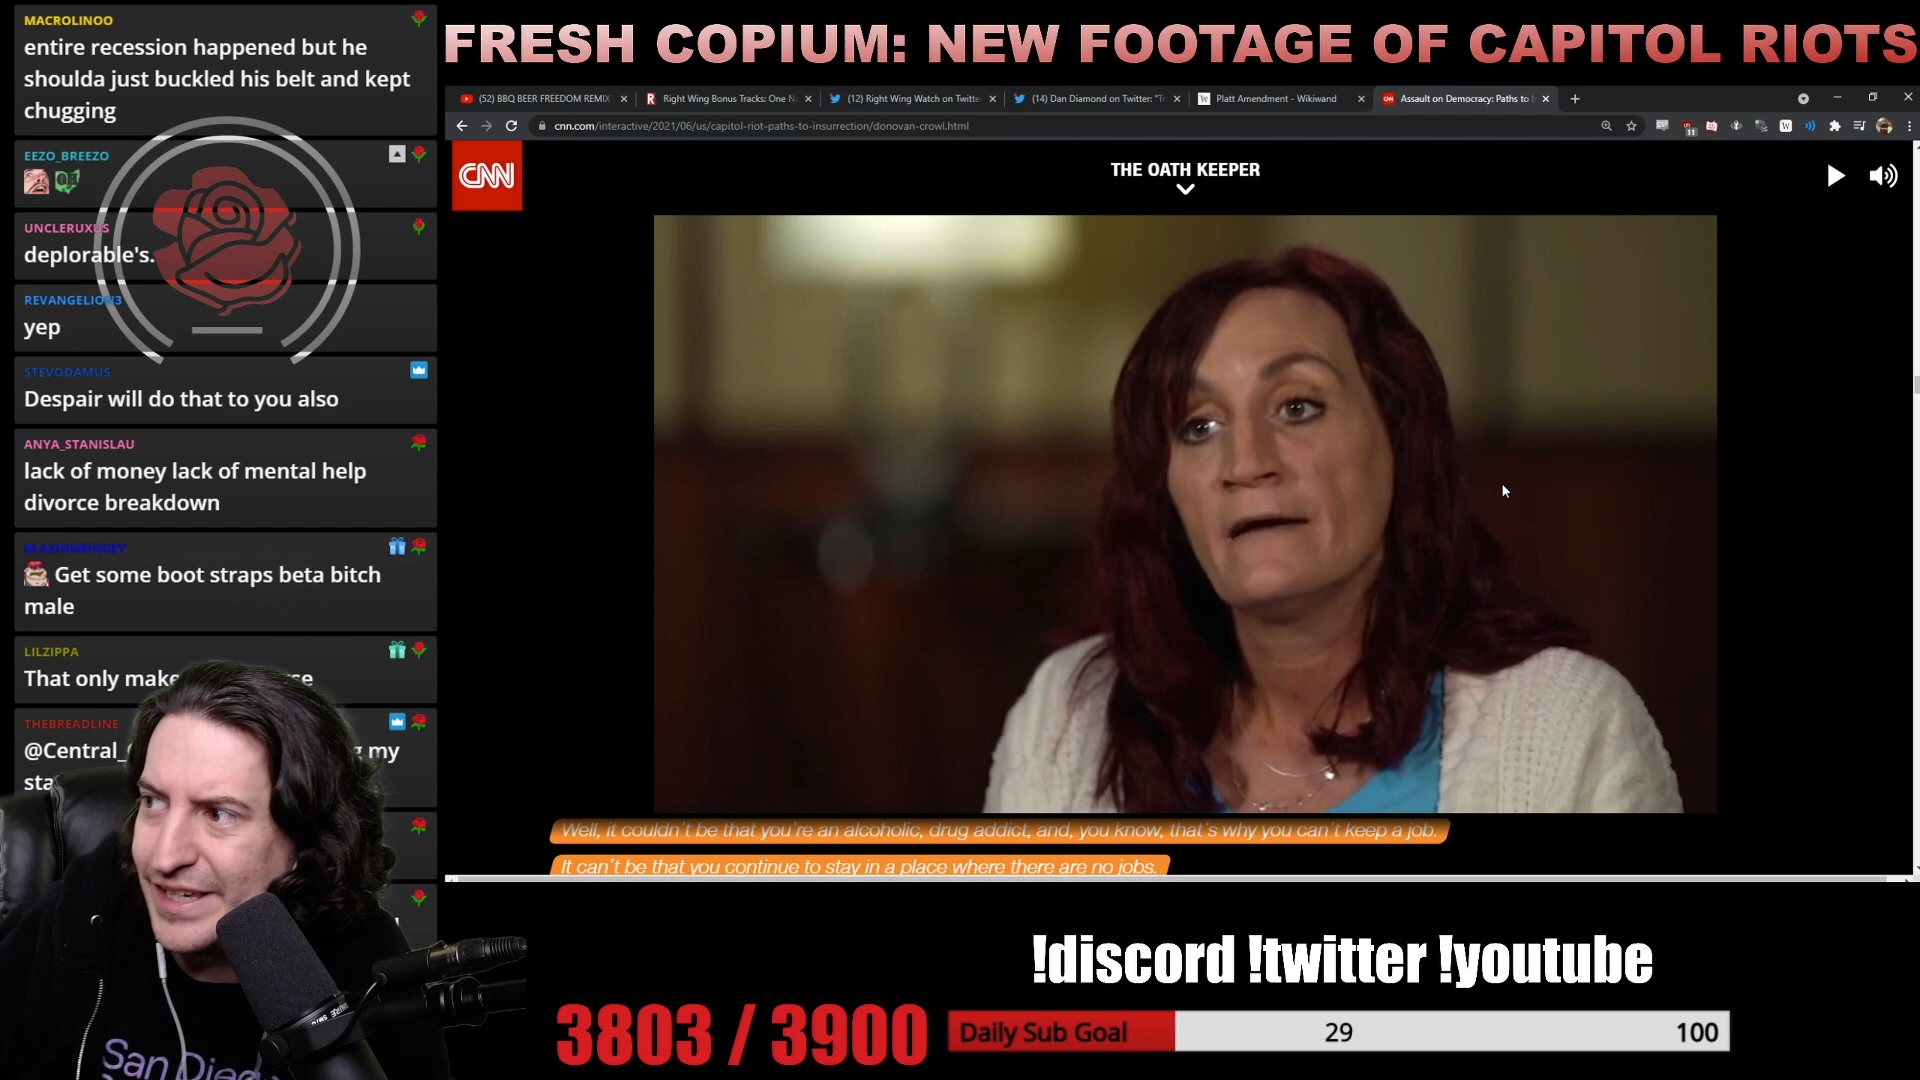 MACROLINOO
entire recession happened but he
shoulda just buckled his belt and kept
chugging
EEZO_BREEZO
UNCLERUXUS
deplorable's.
REVANGELION3
yep
STEVODAMUS
Despair will do that to you also
ANYA_STANISLAU
lack of money lack of mental help
divorce breakdown
BLAZINMONKEY
Get some boot straps beta bitch
male
LILZIPPA
That only make
THEBREADLINE
@Central_
my
FRESH COPIUM: NEW FOOTAGE OF CAPITOL RIOTS
(52) BBQ BEER FREEDOM REMIX
Right Wing Bonus Tracks: One N
(12) Right Wing Watch on Twitte
(14) Dan Diamond on Twitter: "Tr
Platt Amendment - Wikiwand
Assault on Democracy: Paths to I
cnn.com/interactive/2021/06/us/capitol-riot-paths-to-insurrection/donovan-crowl.html
11
CNN
THE OATH KEEPER
Well, it couldn't be that you're an alcoholic, drug addict, and, you know, that's why you can't keep a job.
It can't be that you continue to stay in a place where there are no jobs.
!discord !twitter !youtube
3803 / 3900
Daily Sub Goal 29 100
SHURE SM7B
San Dieg